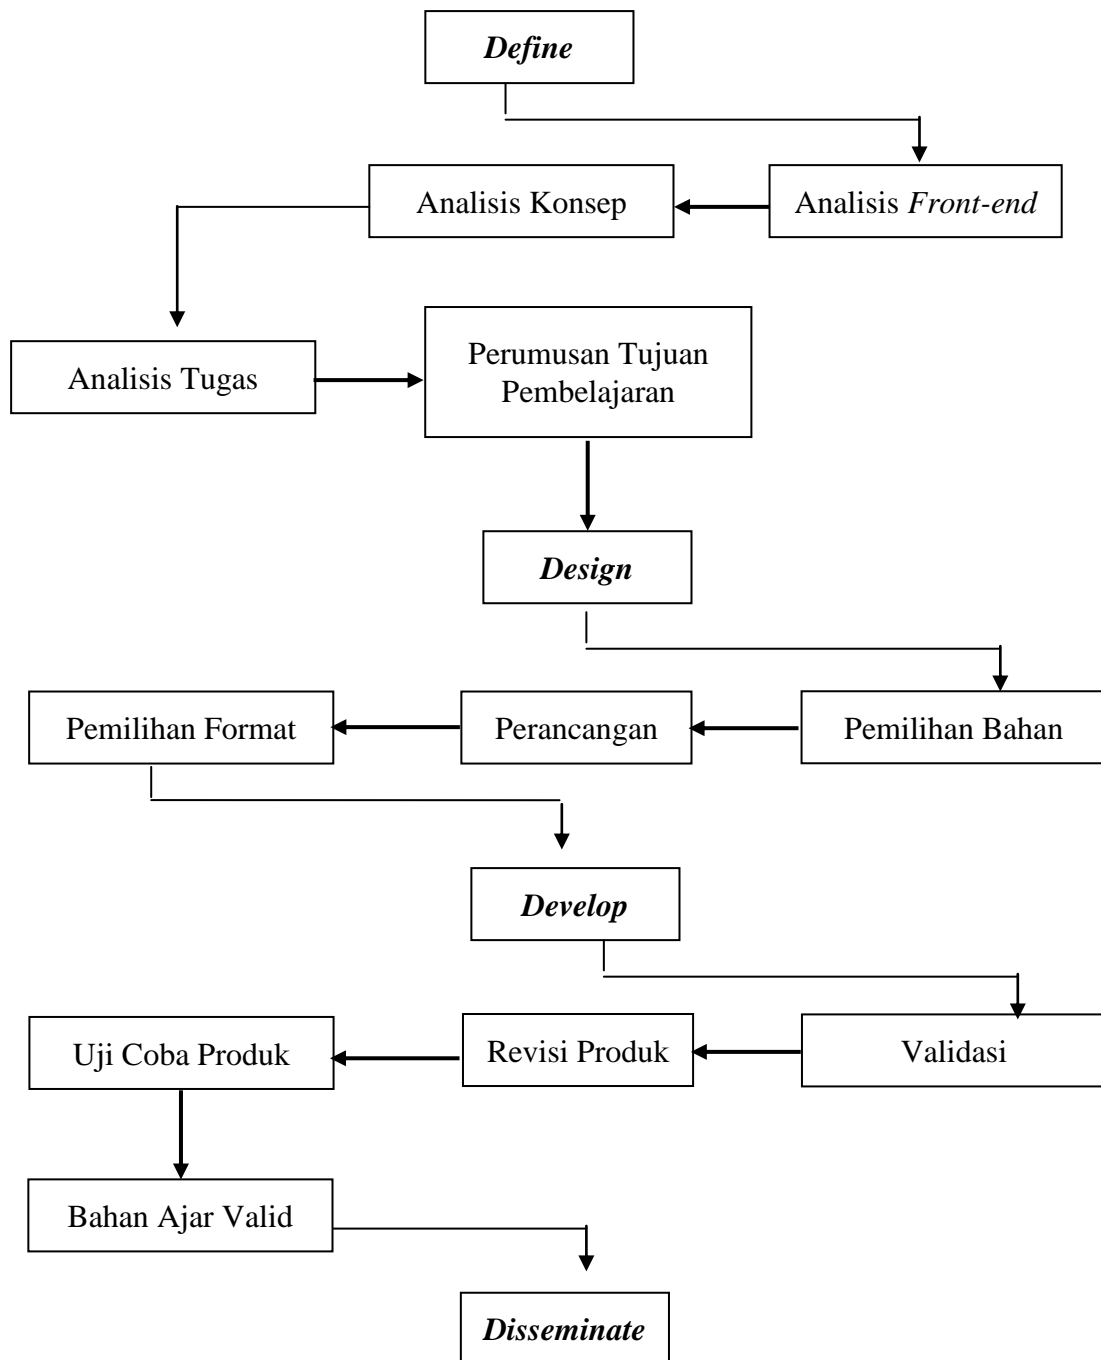 Define
Analisis Konsep
Analisis Front-end
Analisis Tugas
Perumusan Tujuan
Pembelajaran
Design
Pemilihan Format
Perancangan
Pemilihan Bahan
Develop
Uji Coba Produk
Revisi Produk
Validasi
Bahan Ajar Valid
Disseminate